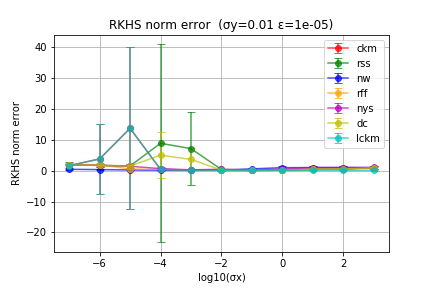 RKHS norm error (σy=0.01 ε=1e-05)
RKHS norm error
40
30
20
10
0
−10
−20
−6
−4
−2
0
2
log10(σx)
ckm
rss
nw
rff
nys
dc
lckm